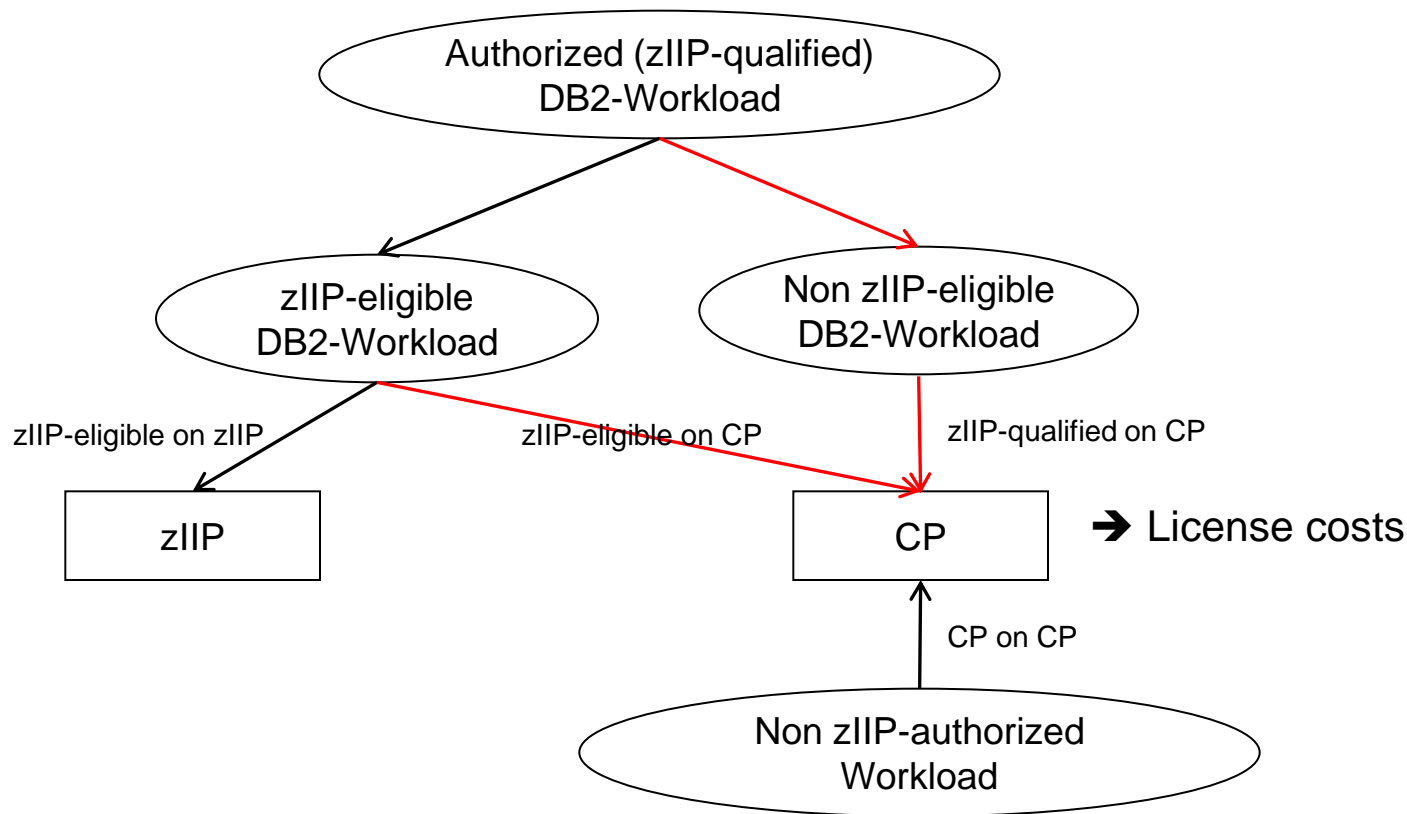 Authorized (zIIP-qualified)
DB2-Workload
zIIP-eligible
DB2-Workload
Non zIIP-eligible
DB2-Workload
zIIP-eligible on zIIP
zIIP-eligible on CP
zIIP-qualified on CP
zIIP
CP
➔ License costs
CP on CP
Non zIIP-authorized
Workload